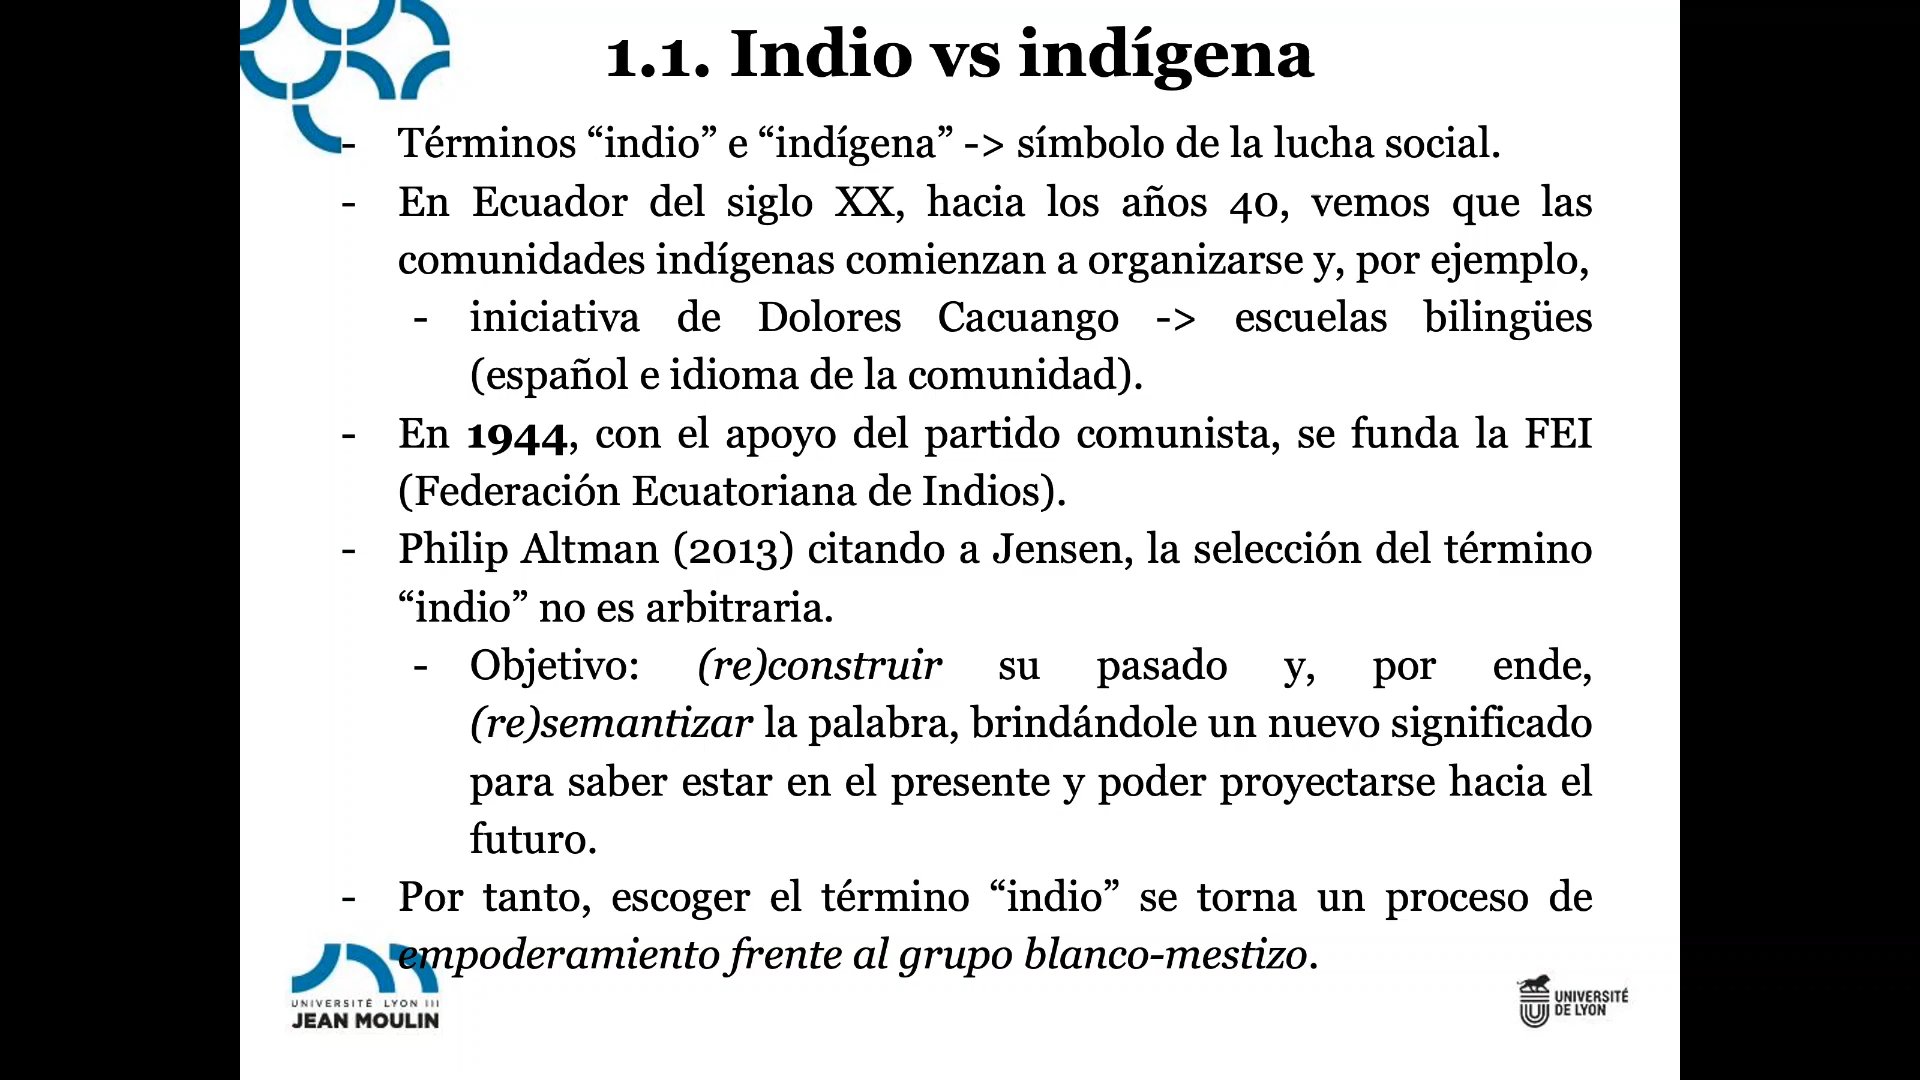 1.1. Indio vs indígena
- Términos “indio” e “indígena” -> símbolo de la lucha social.
- En Ecuador del siglo XX, hacia los años 40, vemos que las
comunidades indígenas comienzan a organizarse y, por ejemplo,
- iniciativa de Dolores Cacuango -> escuelas bilingües
(español e idioma de la comunidad).
- En 1944, con el apoyo del partido comunista, se funda la FEI
(Federación Ecuatoriana de Indios).
- Philip Altman (2013) citando a Jensen, la selección del término
“indio” no es arbitraria.
- Objetivo: (re)construir su pasado y, por ende,
(re)semantizar la palabra, brindándole un nuevo significado
para saber estar en el presente y poder proyectarse hacia el
futuro.
- Por tanto, escoger el término “indio” se torna un proceso de
empoderamiento frente al grupo blanco-mestizo.
UNIVERSITÉ LYON III
JEAN MOULIN
UNIVERSITÉ
DE LYON